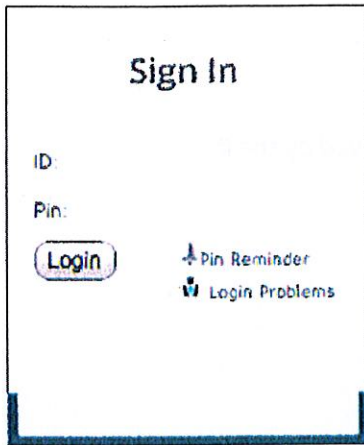 Sign In
ID:
Pin:
Login
Pin Reminder
Login Problems